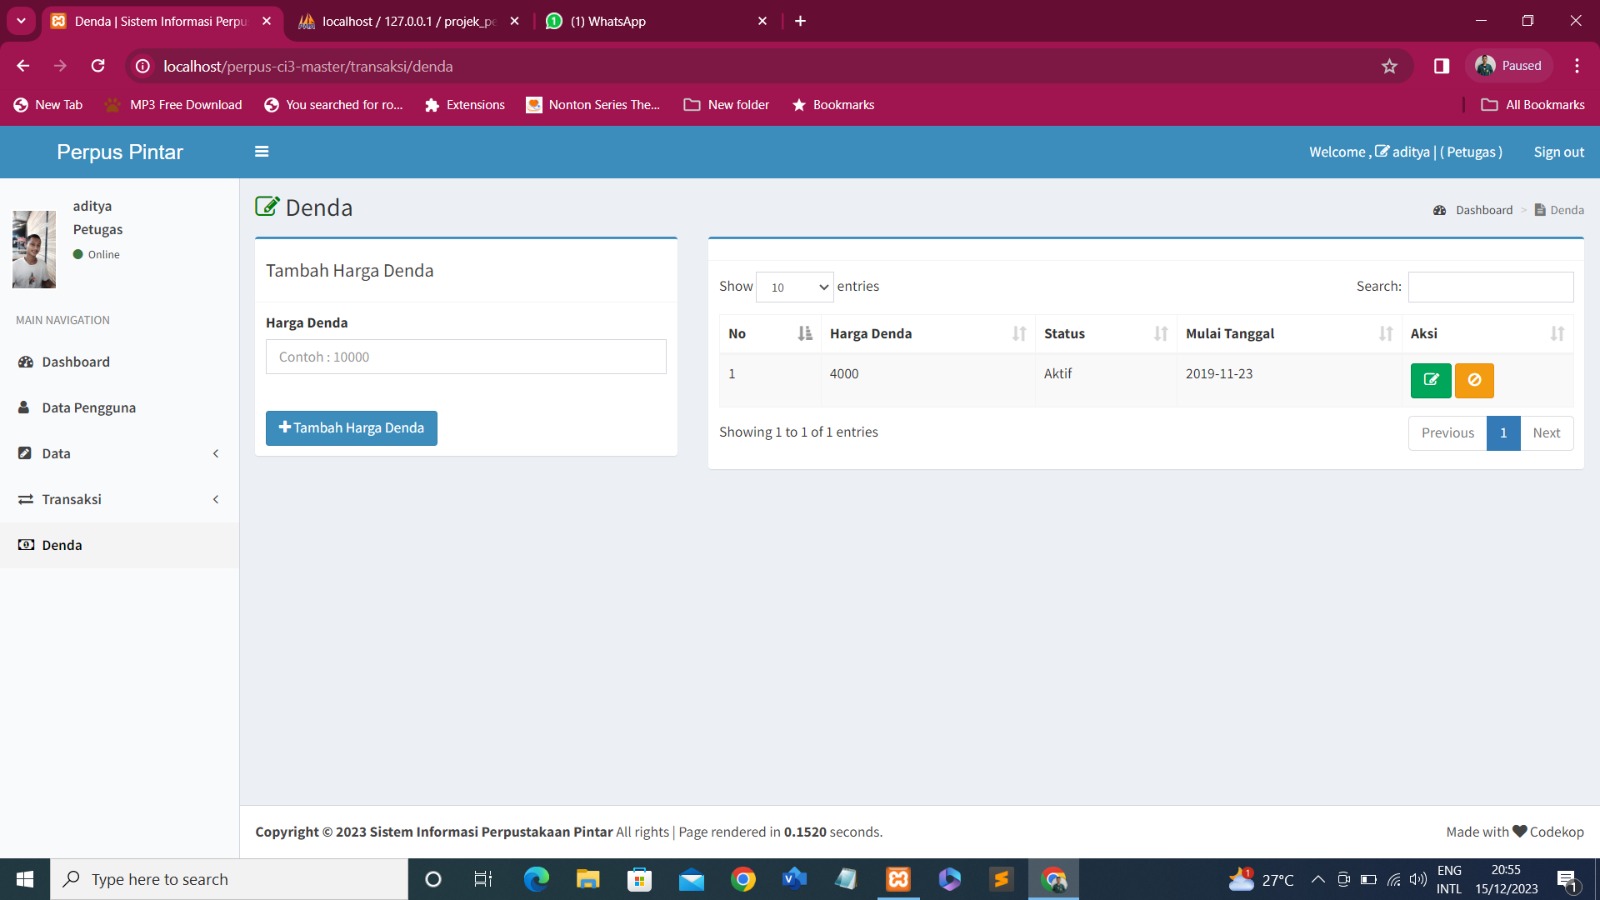 Denda | Sistem Informasi Perpu
localhost / 127.0.0.1 / projek_pe
(1) WhatsApp
localhost/perpus-ci3-master/transaksi/denda
Paused
New Tab
MP3 Free Download
You searched for ro...
Extensions
Nonton Series The...
New folder
Bookmarks
All Bookmarks
Perpus Pintar
Welcome , aditya | ( Petugas )
Sign out
aditya
Petugas
Online
MAIN NAVIGATION
Dashboard
Data Pengguna
Data
Transaksi
Denda
Denda
Dashboard > Denda
Tambah Harga Denda
Harga Denda
Contoh : 10000
Tambah Harga Denda
Show 10 entries
Search:
No Harga Denda Status Mulai Tanggal Aksi
1 4000 Aktif 2019-11-23
Showing 1 to 1 of 1 entries
Previous 1 Next
Copyright © 2023 Sistem Informasi Perpustakaan Pintar All rights | Page rendered in 0.1520 seconds.
Made with Codekop
Type here to search
1
27°C
ENG
INTL
20:55
15/12/2023
1